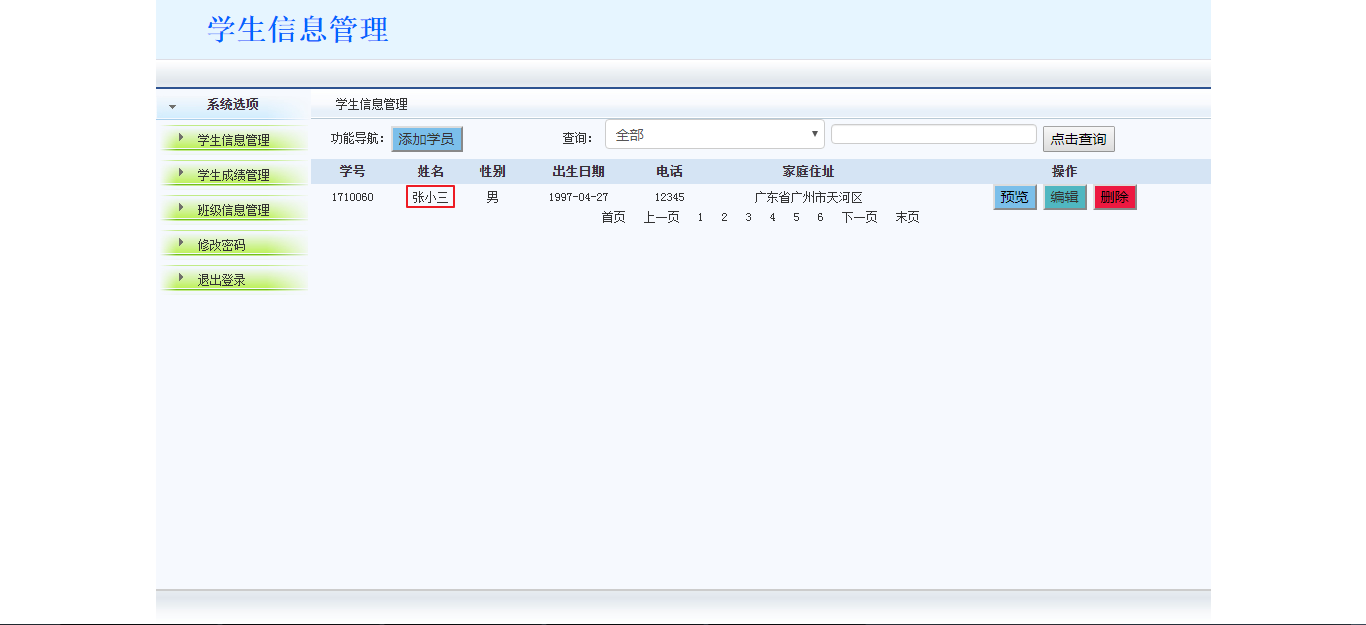 学生信息管理
系统选项
学生信息管理
学生成绩管理
班级信息管理
修改密码
退出登录
学生信息管理
功能导航: 添加学员 查询: 全部 点击查询
学号 姓名 性别 出生日期 电话 家庭住址 操作
1710060 张小三 男 1997-04-27 12345 广东省广州市天河区 预览 编辑 删除
首页 上一页 1 2 3 4 5 6 下一页 末页